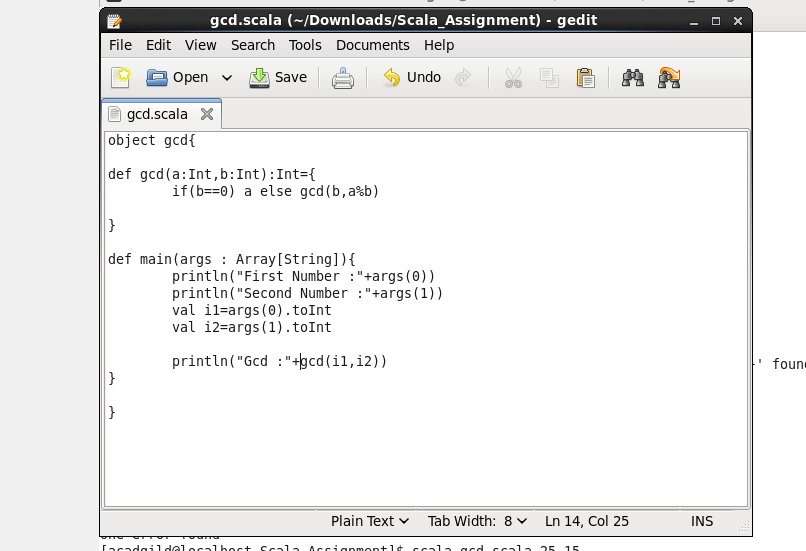 gcd.scala (~/Downloads/Scala_Assignment) - gedit
File Edit View Search Tools Documents Help
Open Save Undo
gcd.scala
object gcd{
def gcd(a:Int,b:Int):Int={
if(b==0) a else gcd(b,a%b)
}
def main(args : Array[String]){
println("First Number :"+args(0))
println("Second Number :"+args(1))
val i1=args(0).toInt
val i2=args(1).toInt
println("Gcd :"+gcd(i1,i2))
}
}
' found
Plain Text Tab Width: 8 Ln 14, Col 25 INS
one error found
[acadgild@localhost Scala_Assignment]$ scala gcd.scala 25 15